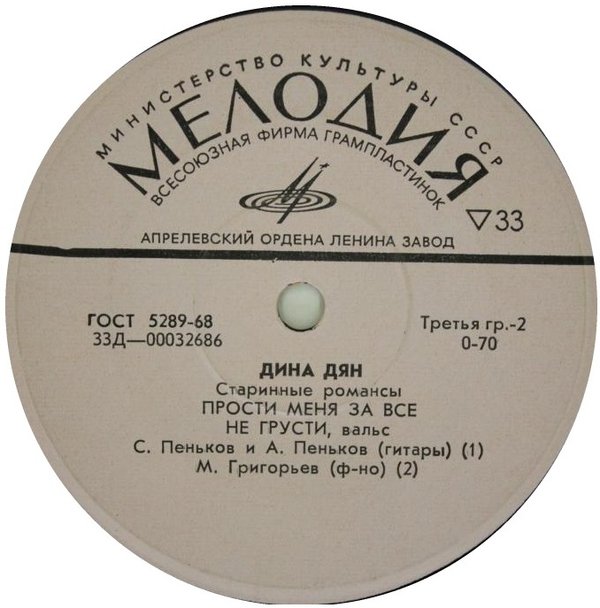 МИНИСТЕРСТВО КУЛЬТУРЫ СССР
МЕЛОДИЯ
ВСЕСОЮЗНАЯ ФИРМА ГРАМПЛАСТИНОК
▽33
АПРЕЛЕВСКИЙ ОРДЕНА ЛЕНИНА ЗАВОД
ГОСТ 5289-68
33Д—00032686
Третья гр.-2
0-70
ДИНА ДЯН
Старинные романсы
ПРОСТИ МЕНЯ ЗА ВСЕ
НЕ ГРУСТИ, вальс
С. Пеньков и А. Пеньков (гитары) (1)
М. Григорьев (ф-но) (2)